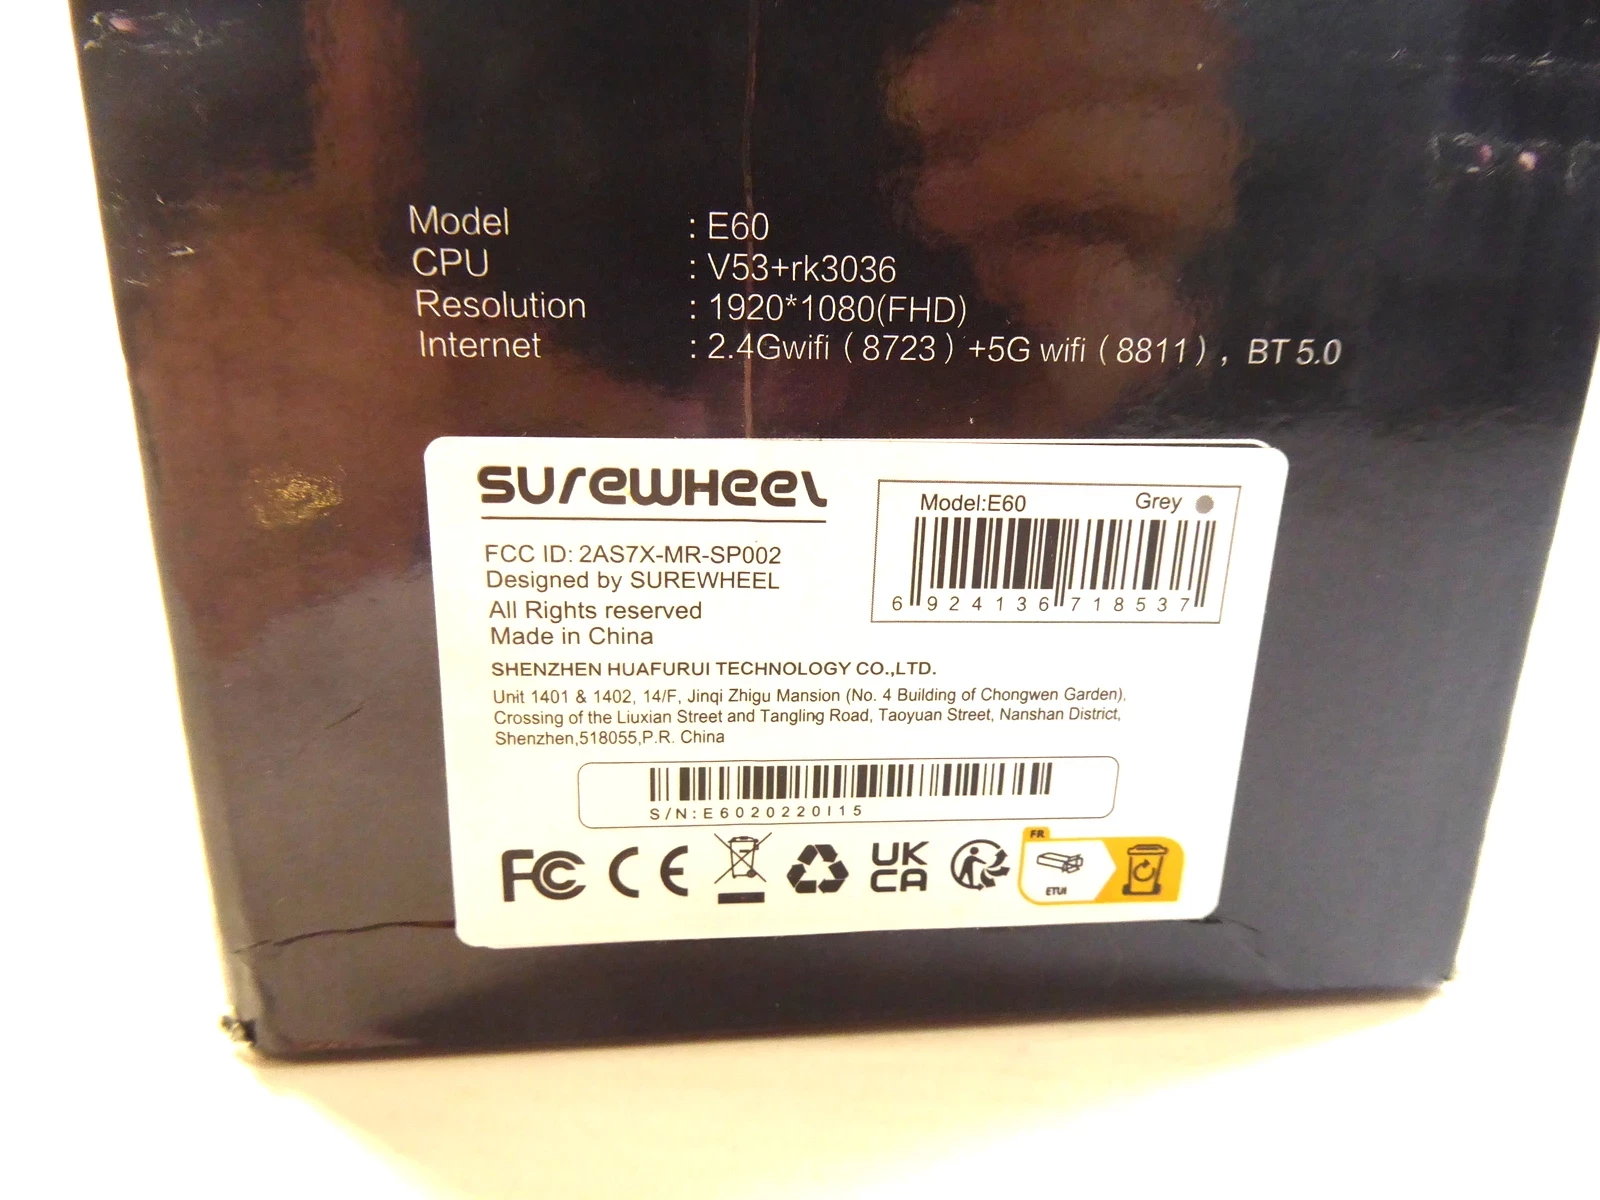 Model : E60
CPU : V53+rk3036
Resolution : 1920*1080(FHD)
Internet : 2.4Gwifi ( 8723 ) +5G wifi ( 8811 ) , BT 5.0
SUREWHEEL
Model:E60 Grey
6 924136 718537
FCC ID: 2AS7X-MR-SP002
Designed by SUREWHEEL
All Rights reserved
Made in China
SHENZHEN HUAFURUI TECHNOLOGY CO.,LTD.
Unit 1401 & 1402, 14/F, Jinqi Zhigu Mansion (No. 4 Building of Chongwen Garden),
Crossing of the Liuxian Street and Tangling Road, Taoyuan Street, Nanshan District,
Shenzhen,518055,P.R. China
S/N:E6020220I15
FC CE UK CA FR ETUI